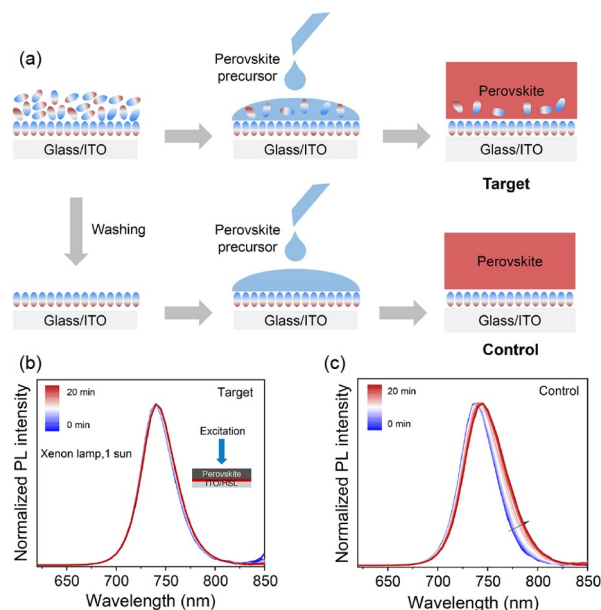 (a)
Perovskite
precursor
Perovskite
Glass/ITO
Glass/ITO
Glass/ITO
Target
Washing
Perovskite
precursor
Perovskite
Glass/ITO
Glass/ITO
Glass/ITO
Control
(b)
20 min
0 min
Target
Xenon lamp,1 sun
Excitation
Perovskite
ITO/HSL
Normalized PL intensity
650 700 750 800 850
Wavelength (nm)
(c)
20 min
0 min
Control
Normalized PL intensity
650 700 750 800 850
Wavelength (nm)